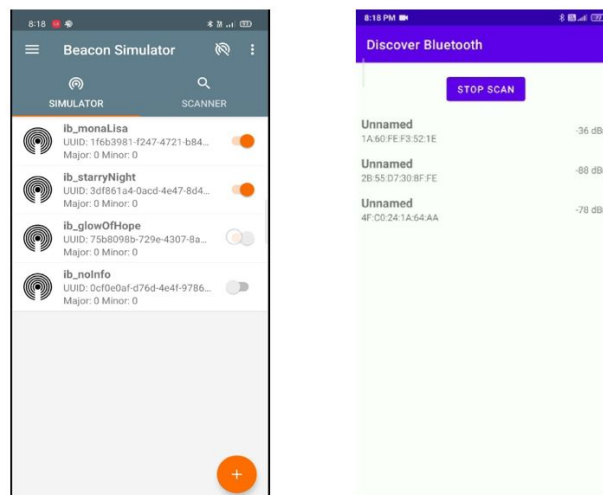 8:18
Beacon Simulator
SIMULATOR
SCANNER
ib_monaLisa
UUID: 1f6b3981-f247-4721-b84...
Major: 0 Minor: 0
ib_starryNight
UUID: 3df861a4-0acd-4e47-8d4...
Major: 0 Minor: 0
ib_glowOfHope
UUID: 75b8098b-729e-4307-8a...
Major: 0 Minor: 0
ib_noInfo
UUID: 0cf0e0af-d76d-4e4f-9786...
Major: 0 Minor: 0
+
8:18 PM
Discover Bluetooth
STOP SCAN
Unnamed
-36 dB
1A:60:FE:F3:52:1E
Unnamed
-88 dB
2B:55:D7:30:8F:FE
Unnamed
-78 dB
4F:C0:24:1A:64:AA